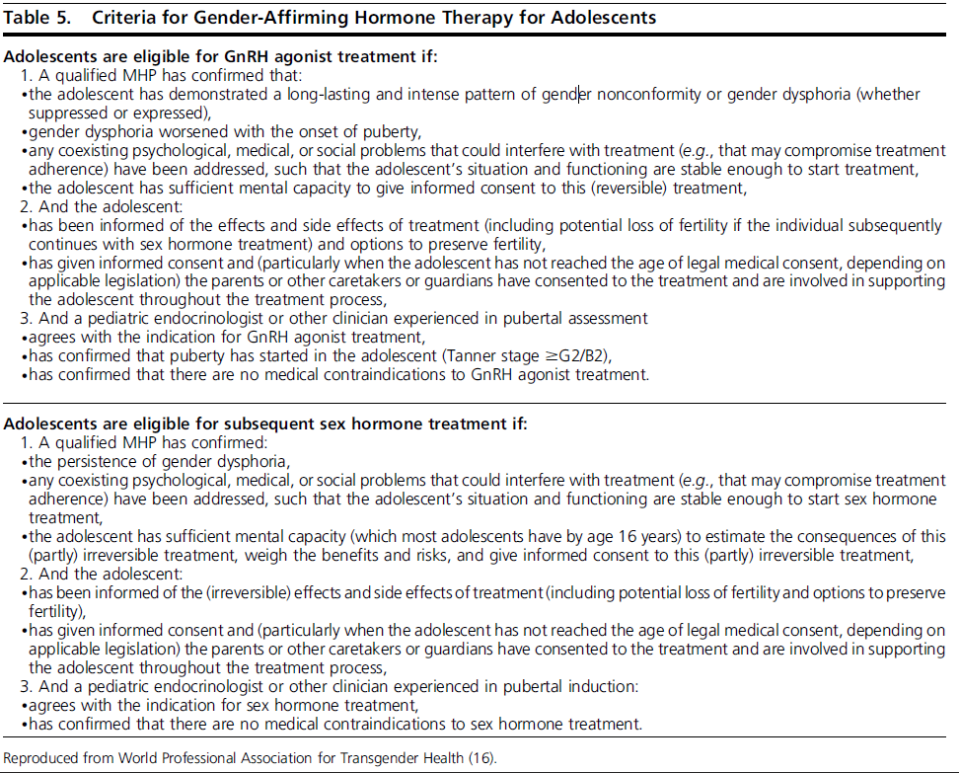 Table 5. Criteria for Gender-Affirming Hormone Therapy for Adolescents
Adolescents are eligible for GnRH agonist treatment if:
1. A qualified MHP has confirmed that:
•the adolescent has demonstrated a long-lasting and intense pattern of gender nonconformity or gender dysphoria (whether
suppressed or expressed),
•gender dysphoria worsened with the onset of puberty,
•any coexisting psychological, medical, or social problems that could interfere with treatment (e.g., that may compromise treatment
adherence) have been addressed, such that the adolescent's situation and functioning are stable enough to start treatment,
•the adolescent has sufficient mental capacity to give informed consent to this (reversible) treatment,
2. And the adolescent:
•has been informed of the effects and side effects of treatment (including potential loss of fertility if the individual subsequently
continues with sex hormone treatment) and options to preserve fertility,
•has given informed consent and (particularly when the adolescent has not reached the age of legal medical consent, depending on
applicable legislation) the parents or other caretakers or guardians have consented to the treatment and are involved in supporting
the adolescent throughout the treatment process,
3. And a pediatric endocrinologist or other clinician experienced in pubertal assessment
•agrees with the indication for GnRH agonist treatment,
•has confirmed that puberty has started in the adolescent (Tanner stage ≥G2/B2),
•has confirmed that there are no medical contraindications to GnRH agonist treatment.
Adolescents are eligible for subsequent sex hormone treatment if:
1. A qualified MHP has confirmed:
•the persistence of gender dysphoria,
•any coexisting psychological, medical, or social problems that could interfere with treatment (e.g., that may compromise treatment
adherence) have been addressed, such that the adolescent's situation and functioning are stable enough to start sex hormone
treatment,
•the adolescent has sufficient mental capacity (which most adolescents have by age 16 years) to estimate the consequences of this
(partly) irreversible treatment, weigh the benefits and risks, and give informed consent to this (partly) irreversible treatment,
2. And the adolescent:
•has been informed of the (irreversible) effects and side effects of treatment (including potential loss of fertility and options to preserve
fertility),
•has given informed consent and (particularly when the adolescent has not reached the age of legal medical consent, depending on
applicable legislation) the parents or other caretakers or guardians have consented to the treatment and are involved in supporting
the adolescent throughout the treatment process,
3. And a pediatric endocrinologist or other clinician experienced in pubertal induction:
•agrees with the indication for sex hormone treatment,
•has confirmed that there are no medical contraindications to sex hormone treatment.
Reproduced from World Professional Association for Transgender Health (16).